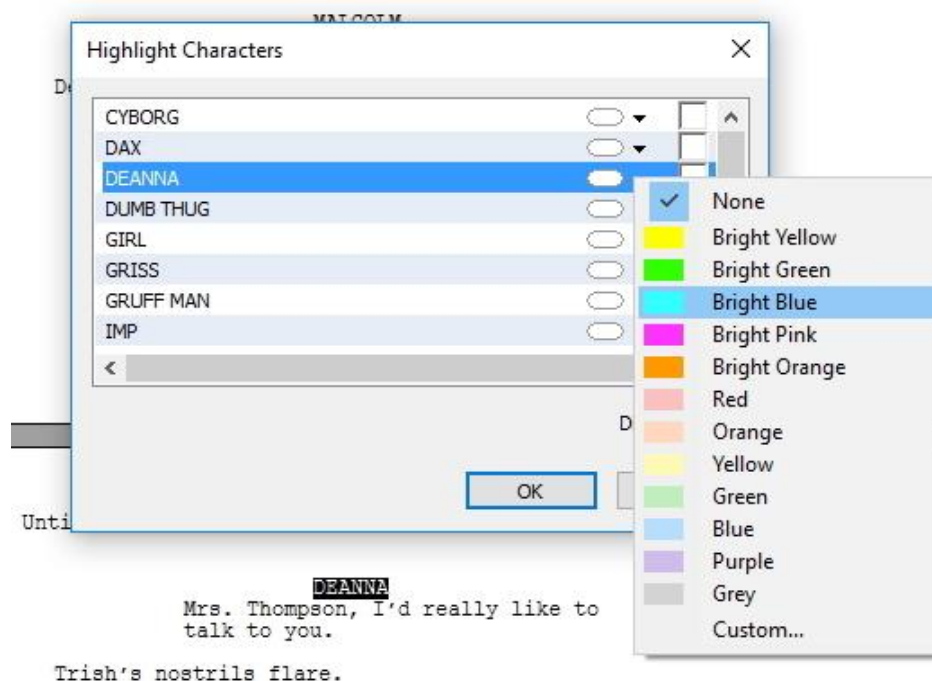 MALCOLM
Highlight Characters
CYBORG
DAX
DEANNA
DUMB THUG
GIRL
GRISS
GRUFF MAN
IMP
None
Bright Yellow
Bright Green
Bright Blue
Bright Pink
Bright Orange
Red
Orange
Yellow
Green
Blue
Purple
Grey
Custom...
D
OK
Unti
DEANNA
Mrs. Thompson, I'd really like to
talk to you.
Trish's nostrils flare.